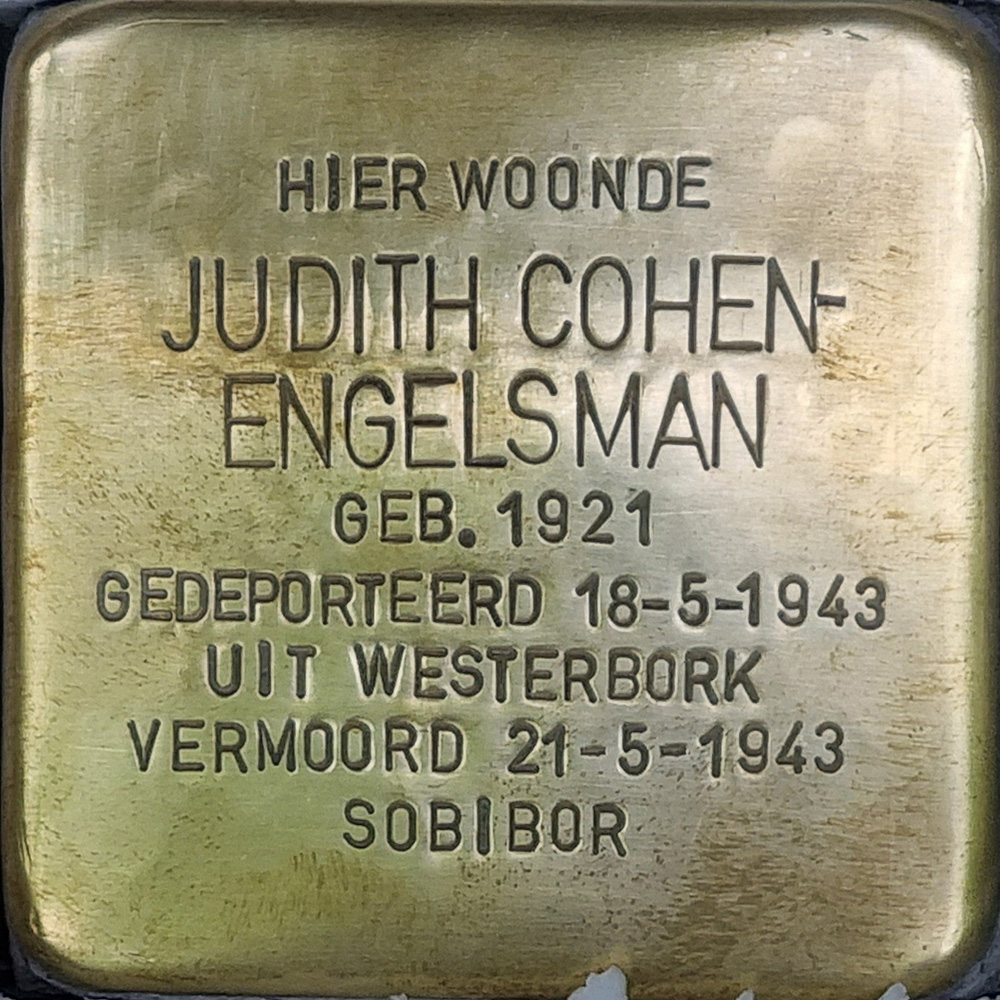 HIER WOONDE
JUDITH COHEN-
ENGELSMAN
GEB. 1921
GEDEPORTEERD 18-5-1943
UIT WESTERBORK
VERMOORD 21-5-1943
SOBIBOR